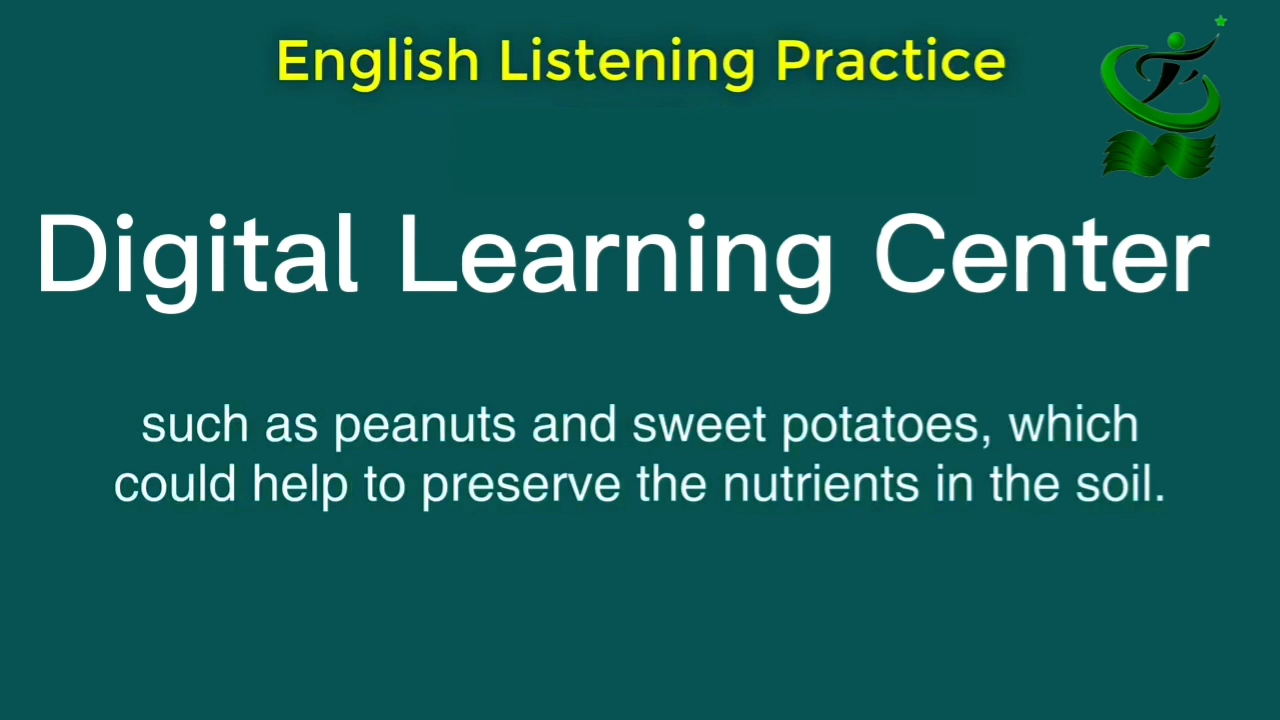 English Listening Practice
Digital Learning Center
such as peanuts and sweet potatoes, which
could help to preserve the nutrients in the soil.